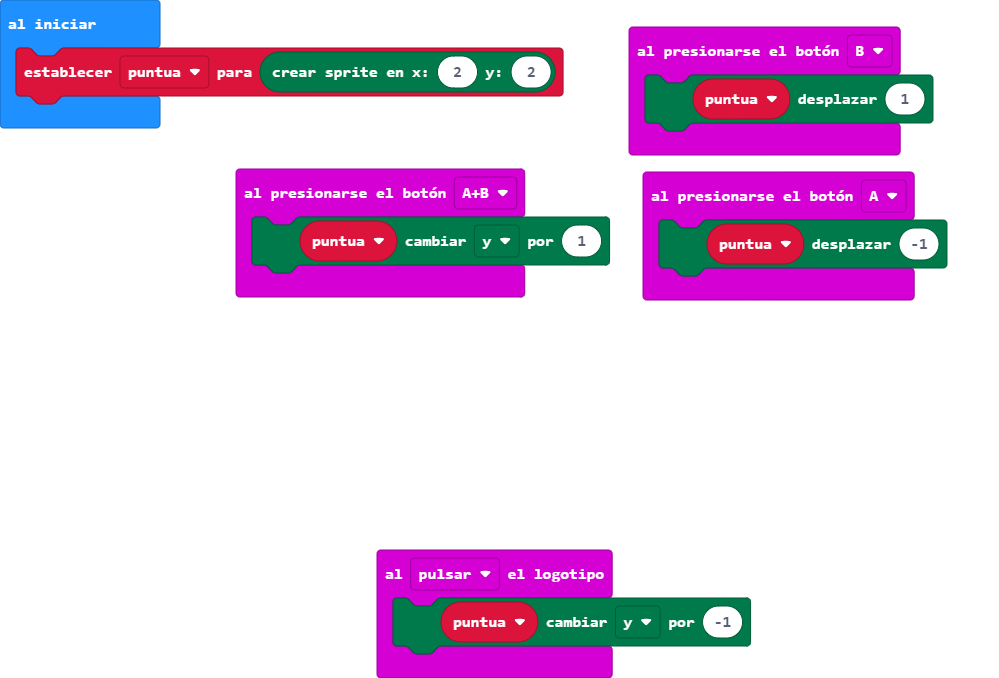 al iniciar
establecer puntua para crear sprite en x: 2 y: 2
al presionarse el botón B
puntua desplazar 1
al presionarse el botón A+B
puntua cambiar y por 1
al presionarse el botón A
puntua desplazar -1
al pulsar el logotipo
puntua cambiar y por -1